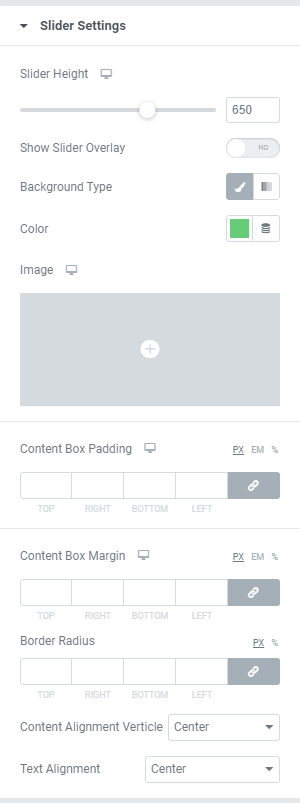 Slider Settings
Slider Height
650
Show Slider Overlay NO
Background Type
Color
Image
Content Box Padding PX EM %
TOP RIGHT BOTTOM LEFT
Content Box Margin PX EM %
TOP RIGHT BOTTOM LEFT
Border Radius PX %
TOP RIGHT BOTTOM LEFT
Content Alignment Verticle Center
Text Alignment Center